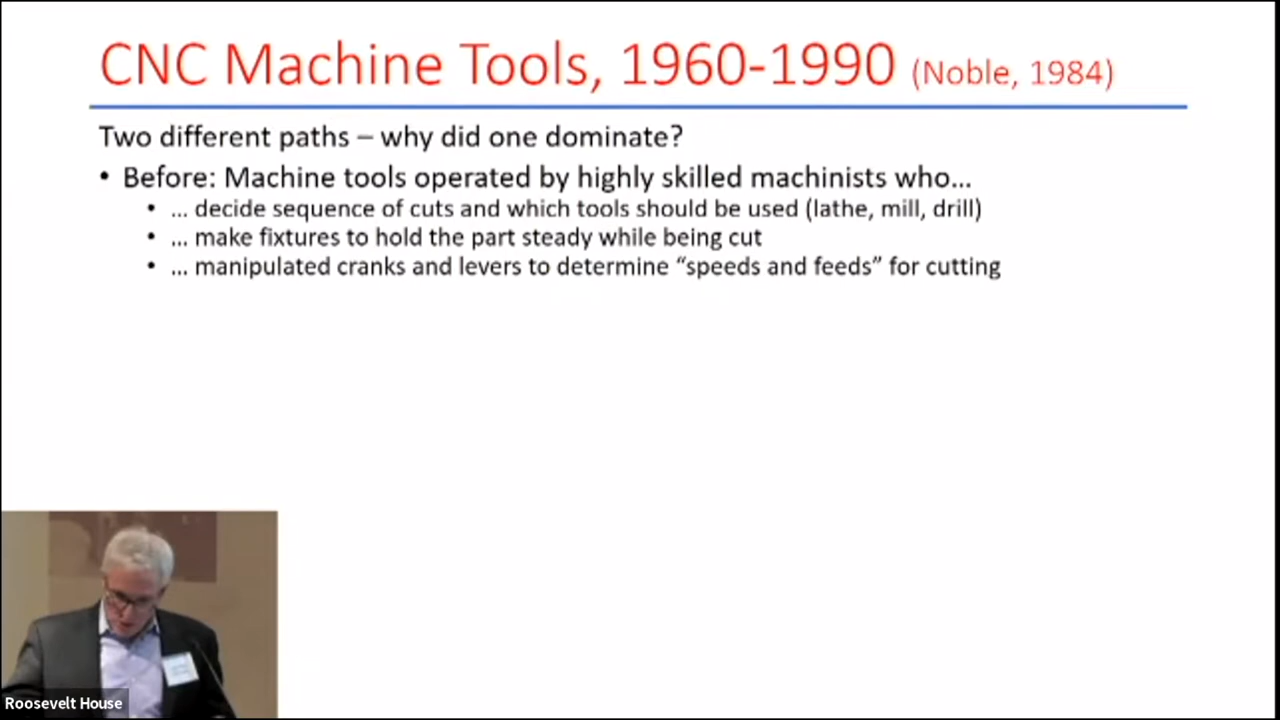 CNC Machine Tools, 1960-1990 (Noble, 1984)
Two different paths – why did one dominate?
• Before: Machine tools operated by highly skilled machinists who...
• ... decide sequence of cuts and which tools should be used (lathe, mill, drill)
• ... make fixtures to hold the part steady while being cut
• ... manipulated cranks and levers to determine “speeds and feeds” for cutting
Roosevelt House